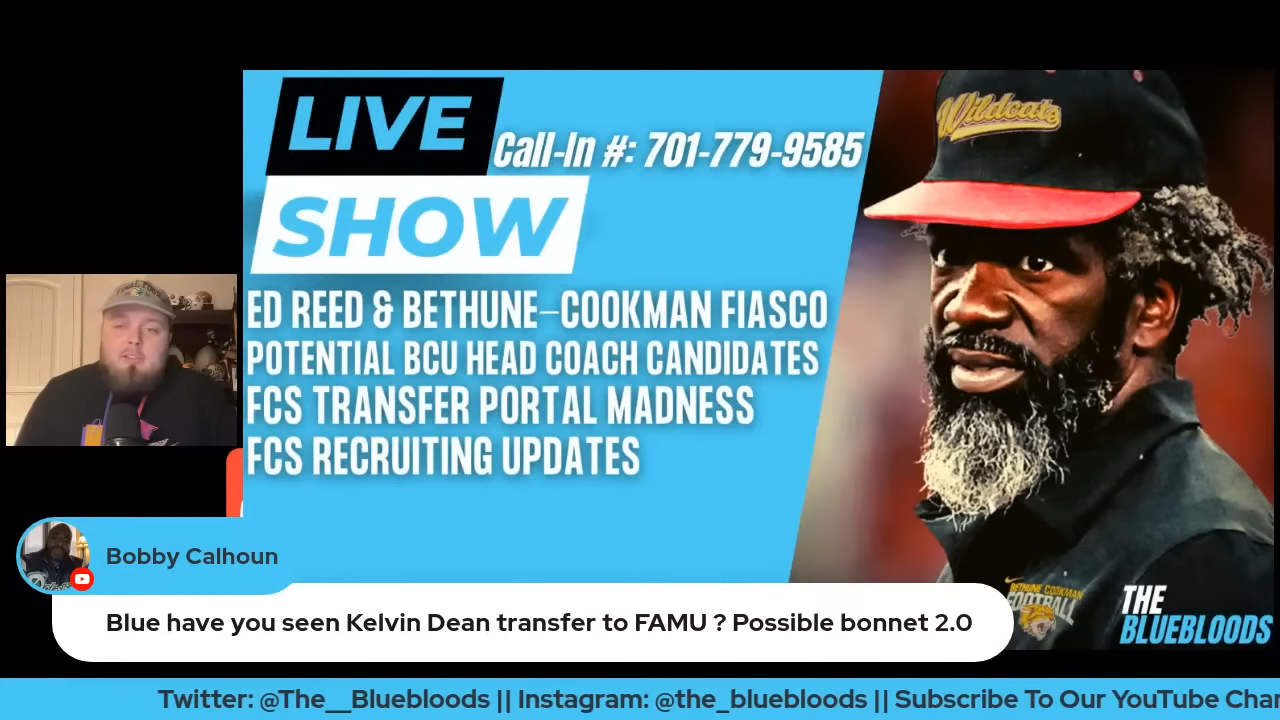 LIVE
Call-In #: 701-779-9585
SHOW
ED REED & BETHUNE-COOKMAN FIASCO
POTENTIAL BCU HEAD COACH CANDIDATES
FCS TRANSFER PORTAL MADNESS
FCS RECRUITING UPDATES
Wildcats
BETHUNE COOKMAN
FOOTBALL
THE
BLUEBLOODS
Bobby Calhoun
Blue have you seen Kelvin Dean transfer to FAMU ? Possible bonnet 2.0
Twitter: @The__Bluebloods || Instagram: @the_bluebloods || Subscribe To Our YouTube Chan